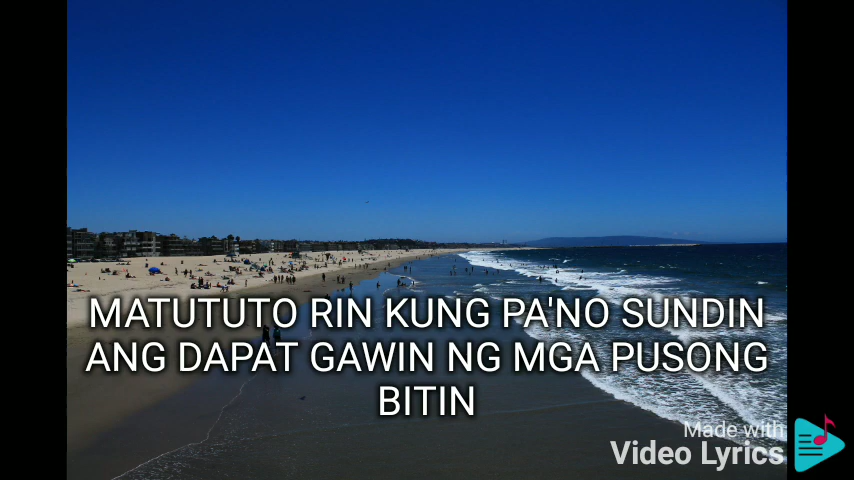 MATUTUTO RIN KUNG PA'NO SUNDIN
ANG DAPAT GAWIN NG MGA PUSONG
BITIN
Made with
Video Lyrics